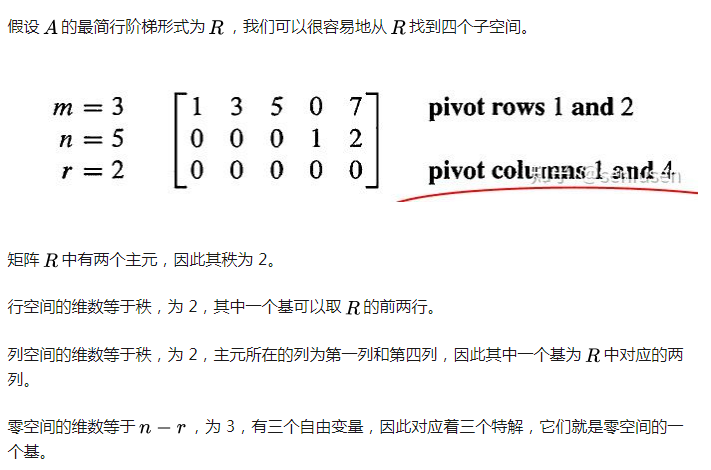 假设 A 的最简行阶梯形式为 R ，我们可以很容易地从 R 找到四个子空间。
m = 3 1 3 5 0 7 pivot rows 1 and 2
n = 5 0 0 0 1 2
r = 2 0 0 0 0 0 pivot columns 1 and 4
矩阵 R 中有两个主元，因此其秩为 2。
行空间的维数等于秩，为 2，其中一个基可以取 R 的前两行。
列空间的维数等于秩，为 2，主元所在的列为第一列和第四列，因此其中一个基为 R 中对应的两
列。
零空间的维数等于 n − r ，为 3，有三个自由变量，因此对应着三个特解，它们就是零空间的一
个基。